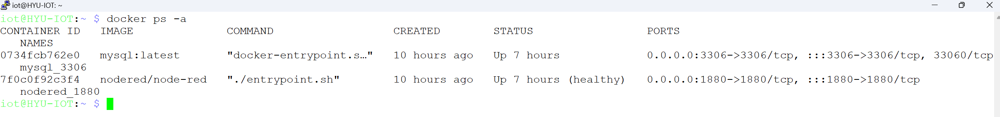 iot@HYU-IOT: ~
iot@HYU-IOT:~ $ docker ps -a
CONTAINER ID   IMAGE              COMMAND                  CREATED        STATUS                 PORTS
   NAMES
0734fcb762e0   mysql:latest       "docker-entrypoint.s…"   10 hours ago   Up 7 hours             0.0.0.0:3306->3306/tcp, :::3306->3306/tcp, 33060/tcp
   mysql_3306
7f0c0f92c3f4   nodered/node-red   "./entrypoint.sh"        10 hours ago   Up 7 hours (healthy)   0.0.0.0:1880->1880/tcp, :::1880->1880/tcp
   nodered_1880
iot@HYU-IOT:~ $